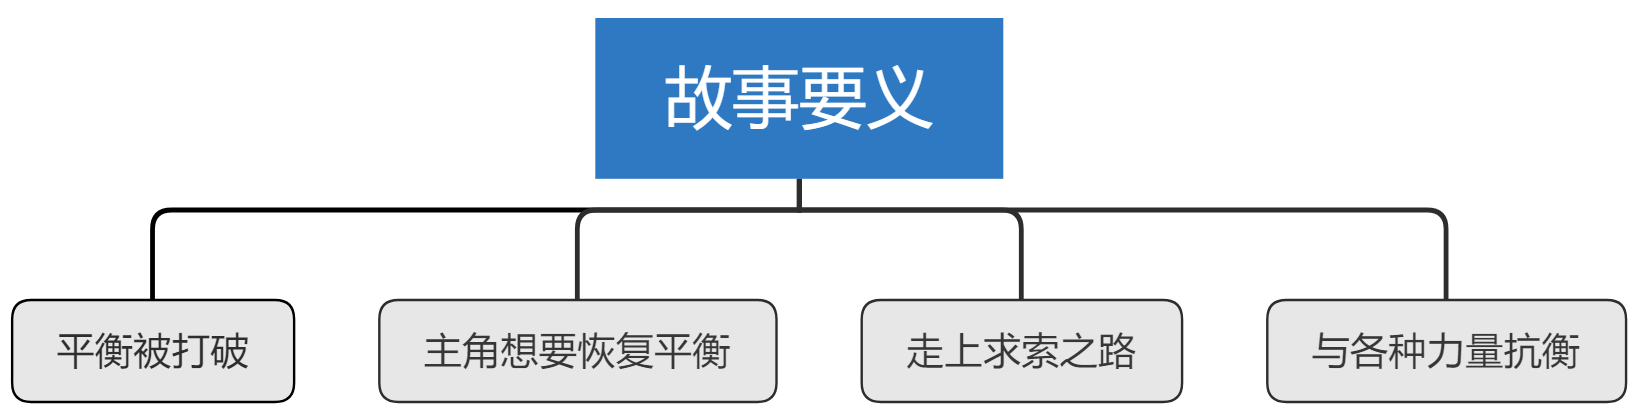 故事要义
平衡被打破
主角想要恢复平衡
走上求索之路
与各种力量抗衡